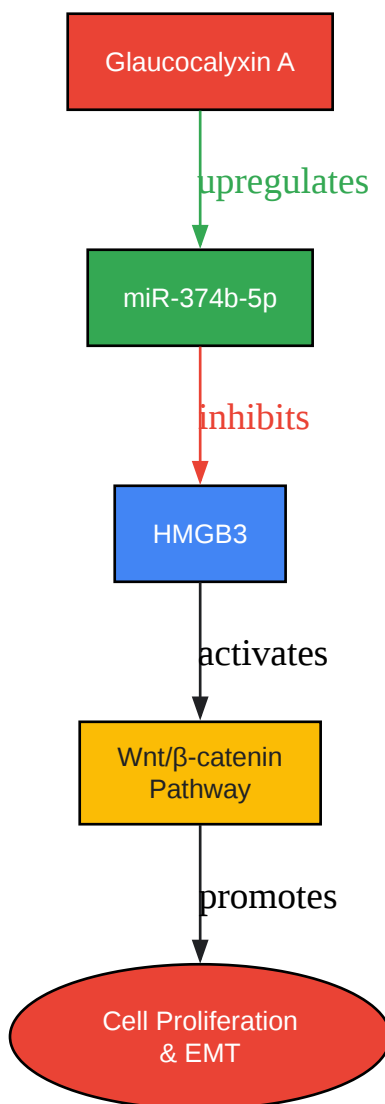 Glaucocalyxin A
upregulates
miR-374b-5p
inhibits
HMGB3
activates
Wnt/β-catenin
Pathway
promotes
Cell Proliferation
& EMT